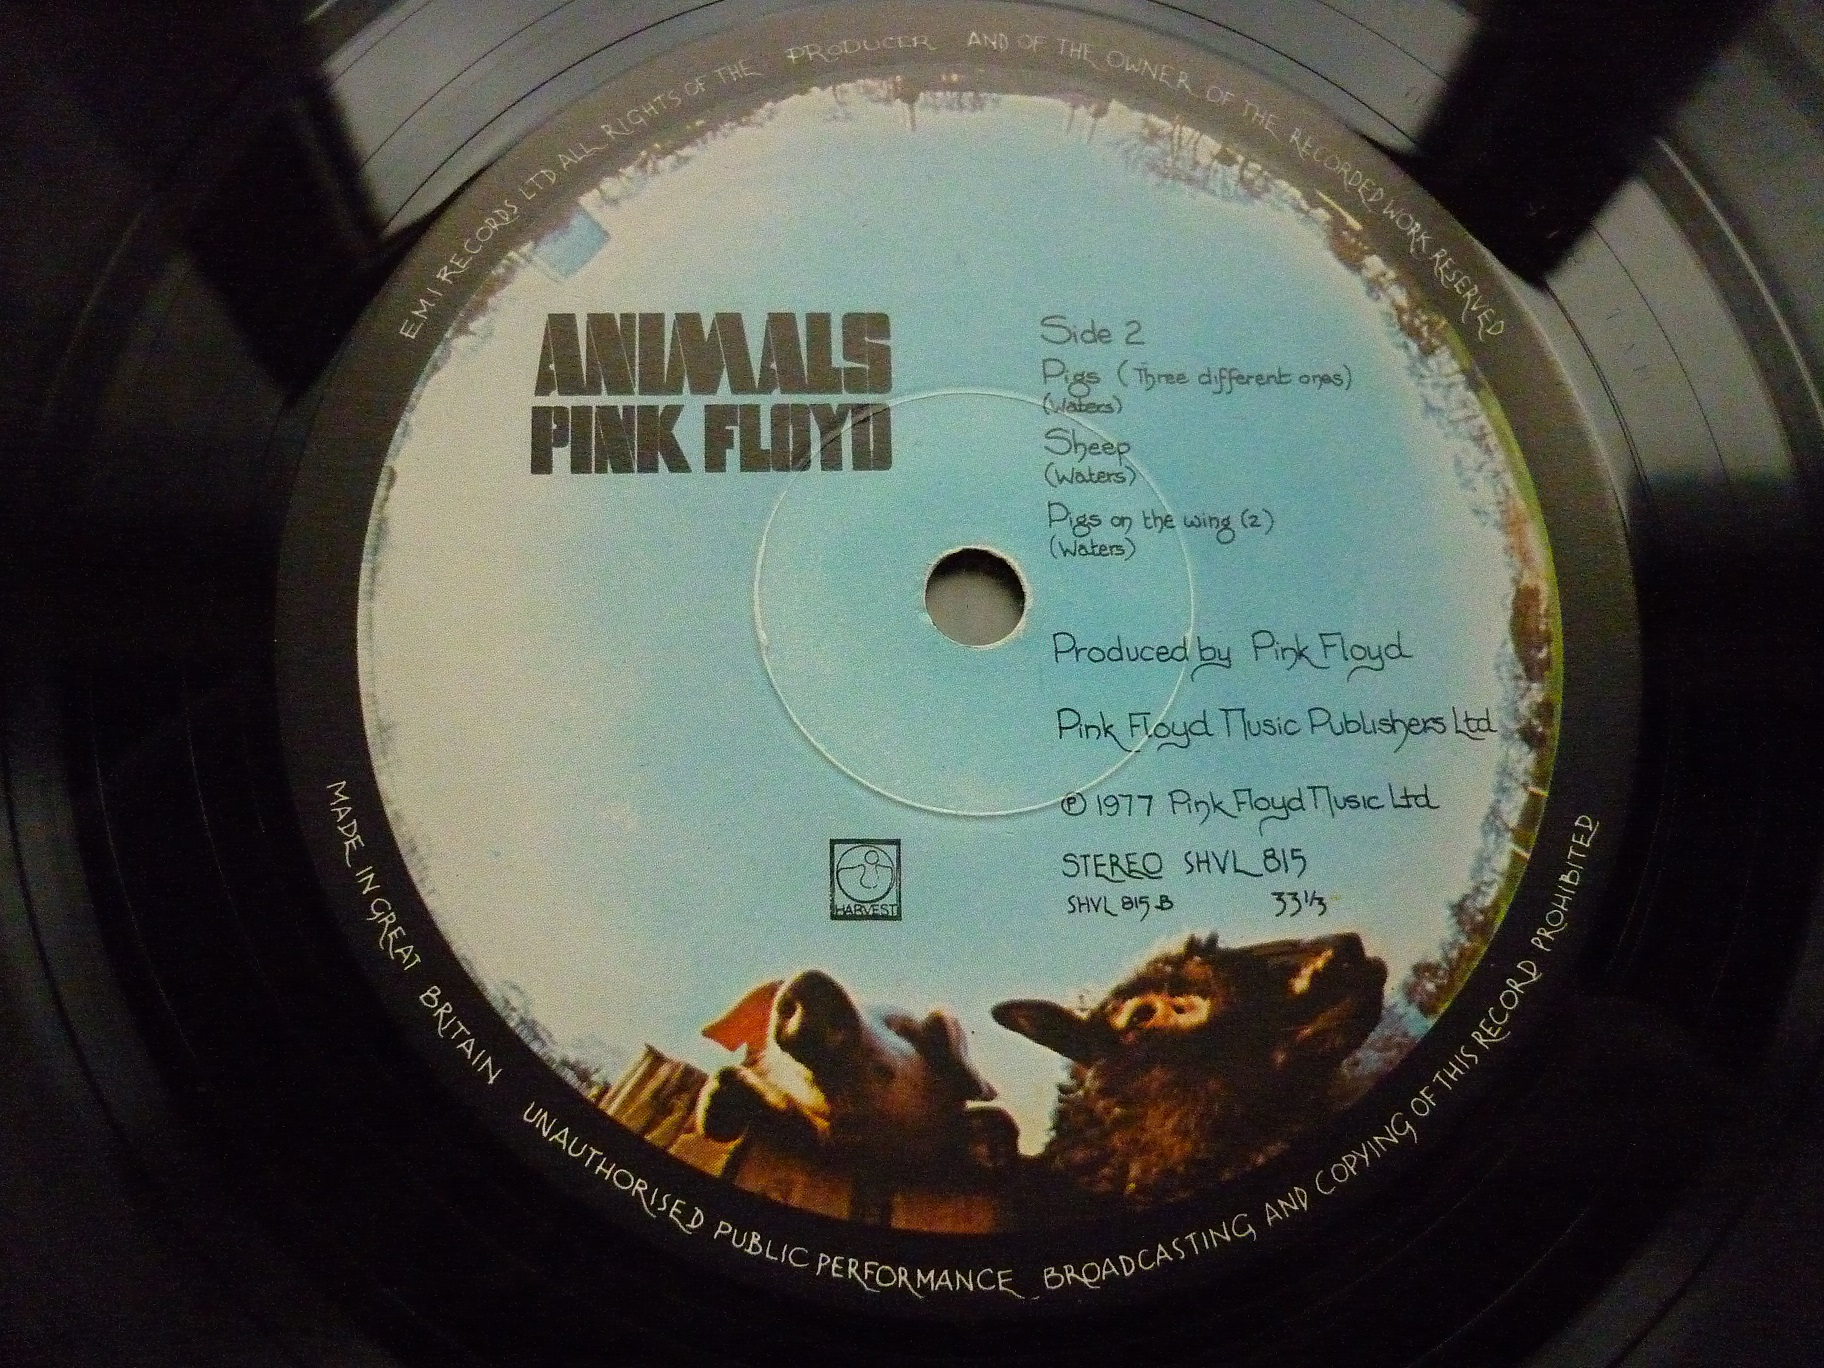 E.M.I RECORDS LTD ALL RIGHTS OF THE PRODUCER AND OF THE OWNER OF THE RECORDED WORK RESERVED
ANIMALS
PINK FLOYD
Side 2
Pigs (Three different ones)
(Waters)
Sheep
(Waters)
Pigs on the wing (2)
(Waters)
Produced by Pink Floyd
Pink Floyd Music Publishers Ltd
℗ 1977 Pink Floyd Music Ltd
HARVEST
STEREO SHVL 815
SHVL 815 B 33 1/3
MADE IN GREAT BRITAIN UNAUTHORISED PUBLIC PERFORMANCE BROADCASTING AND COPYING OF THIS RECORD PROHIBITED